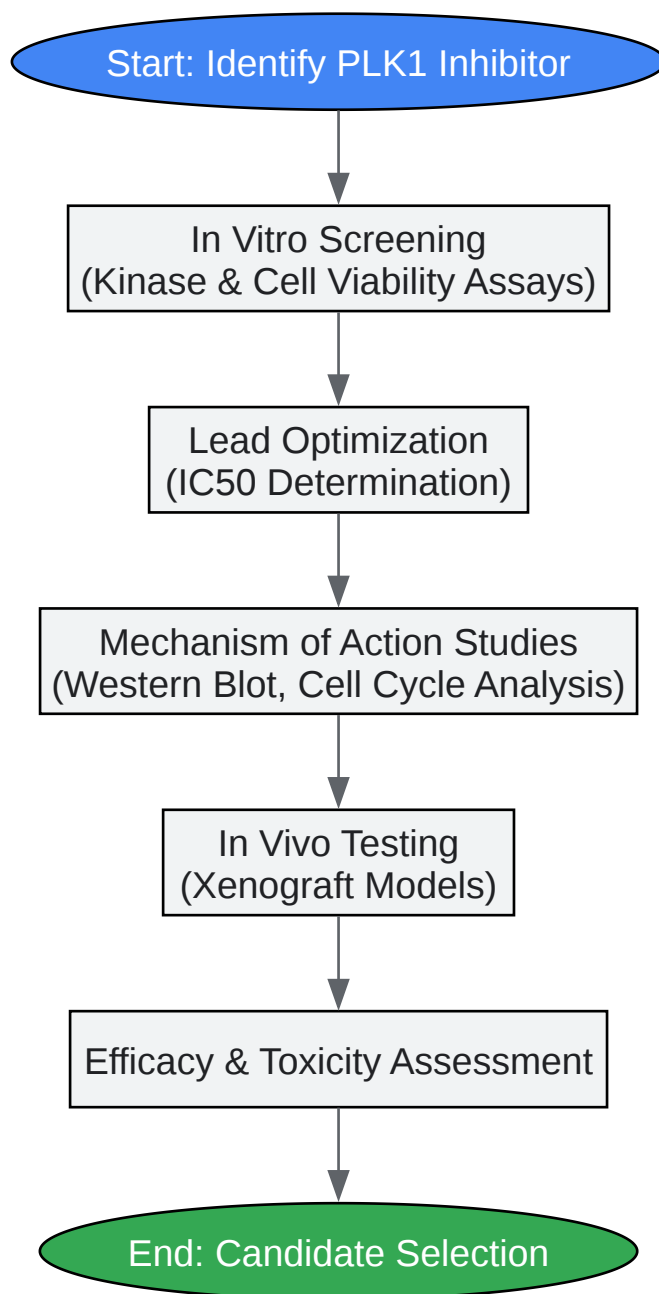 Start: Identify PLK1 Inhibitor
In Vitro Screening
(Kinase & Cell Viability Assays)
Lead Optimization
(IC50 Determination)
Mechanism of Action Studies
(Western Blot, Cell Cycle Analysis)
In Vivo Testing
(Xenograft Models)
Efficacy & Toxicity Assessment
End: Candidate Selection